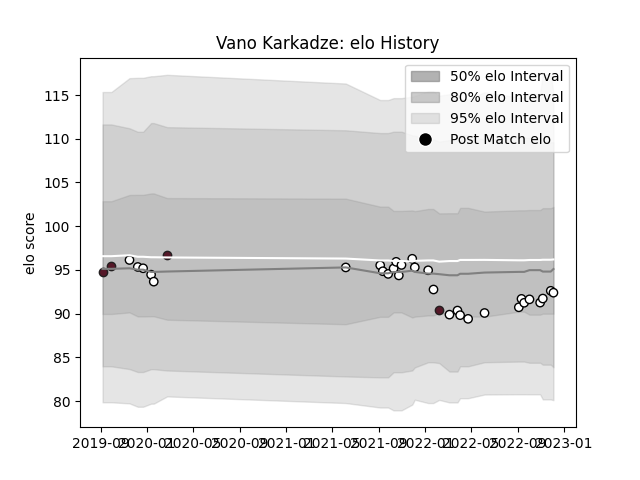 Vano Karkadze: elo History
50% elo Interval
80% elo Interval
95% elo Interval
Post Match elo
elo score
115
110
105
100
95
90
85
80
2019-09 2020-01 2020-05 2020-09 2021-01 2021-05 2021-09 2022-01 2022-05 2022-09 2023-01